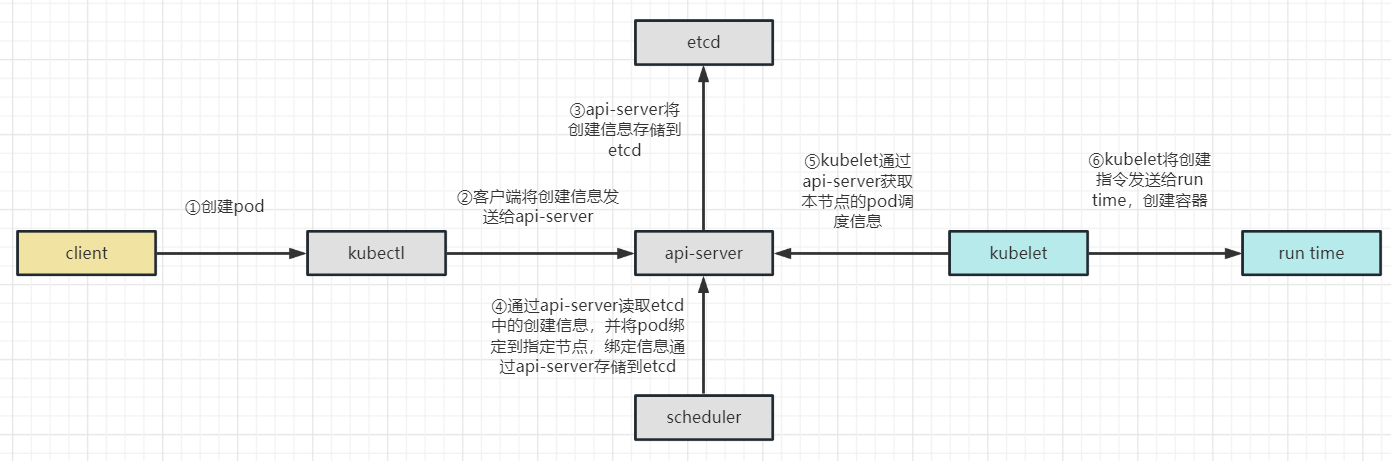 etcd
③api-server将
创建信息存储到
etcd
⑤kubelet通过
api-server获取
本节点的pod调
度信息
⑥kubelet将创建
指令发送给run
time，创建容器
①创建pod
②客户端将创建信息发
送给api-server
client
kubectl
api-server
kubelet
run time
④通过api-server读取etcd
中的创建信息，并将pod绑
定到指定节点，绑定信息通
过api-server存储到etcd
scheduler